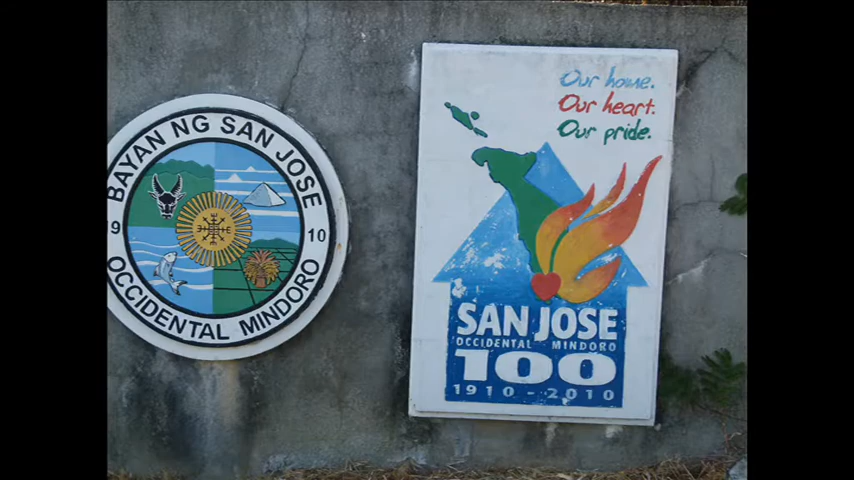 BAYAN NG SAN JOSE
9 10
OCCIDENTAL MINDORO
Our home.
Our heart.
Our pride.
SAN JOSE
OCCIDENTAL MINDORO
100
1910 - 2010